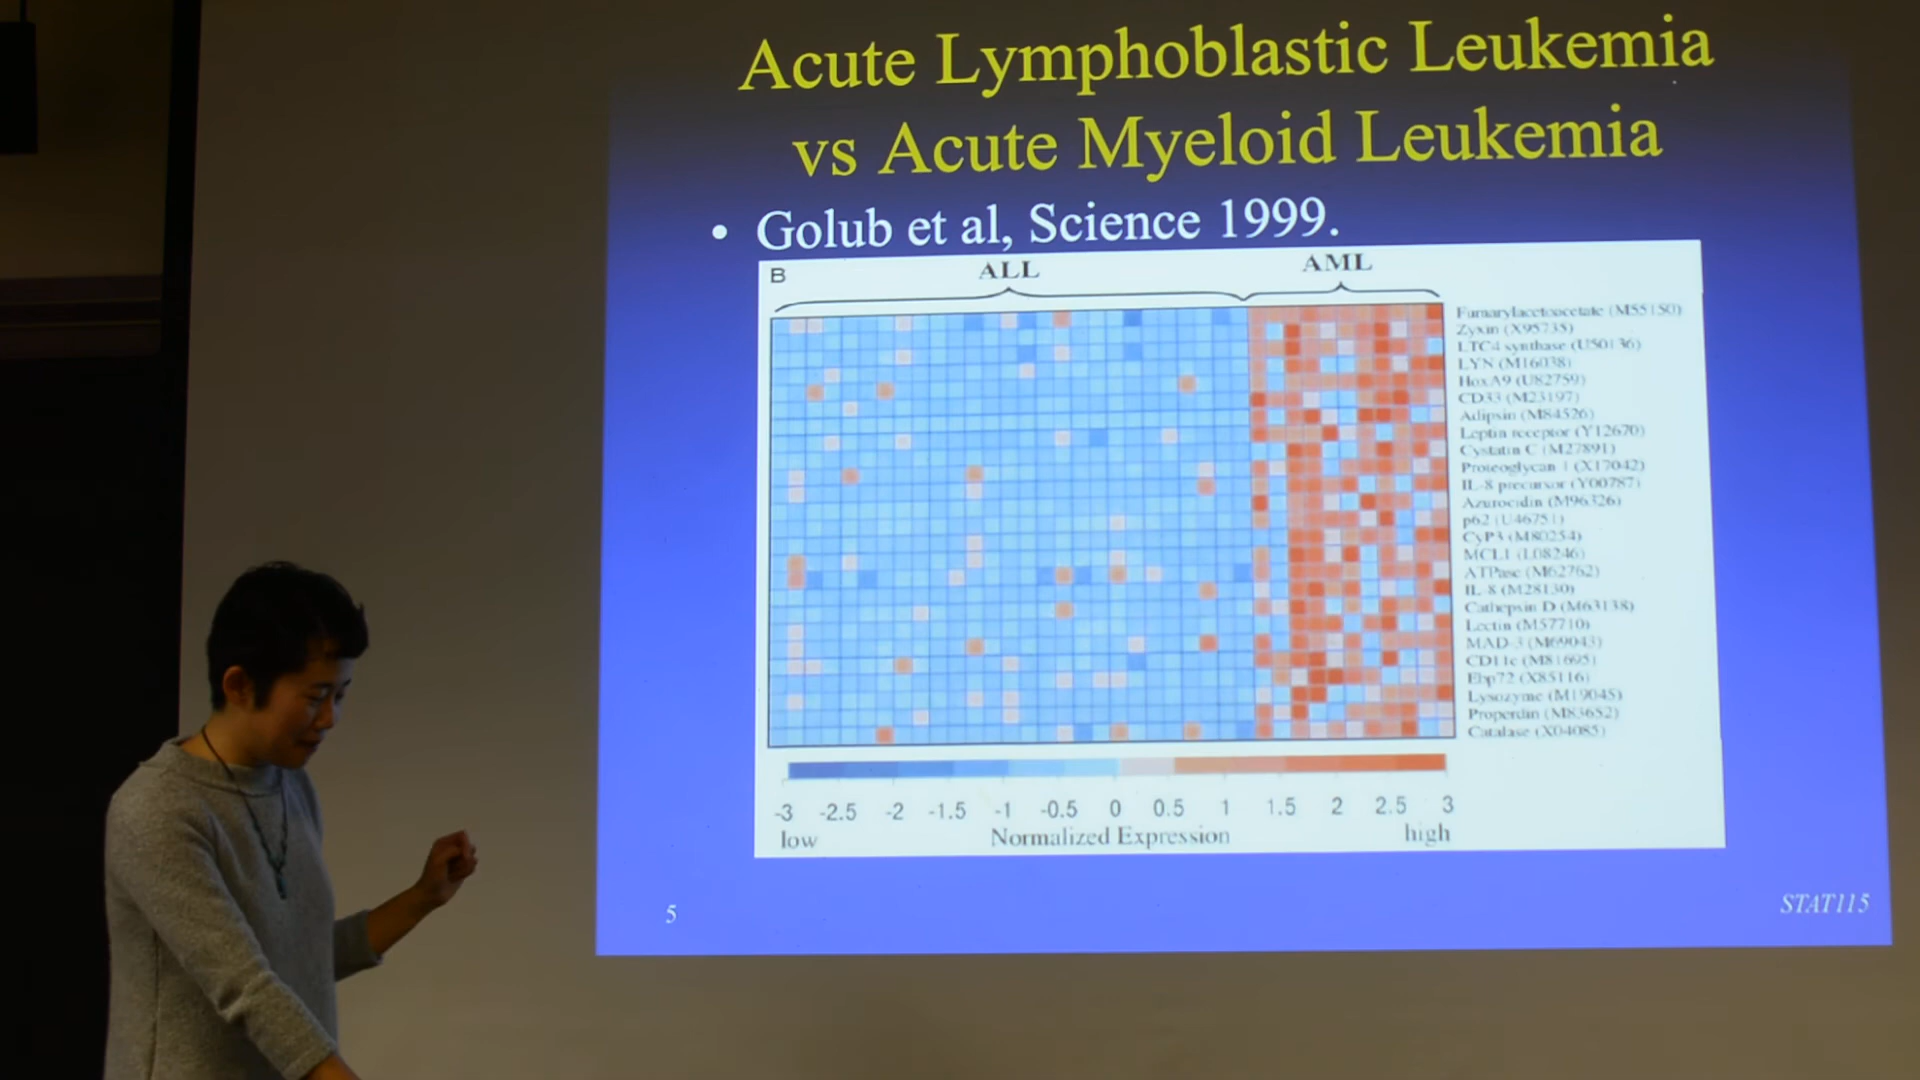 Acute Lymphoblastic Leukemia
vs Acute Myeloid Leukemia
• Golub et al, Science 1999.
B
ALL
AML
Fumarylacetoacetate (M55150)
Zyxin (X95735)
LTC4 synthase (U50136)
LYN (M16038)
HoxA9 (U82759)
CD33 (M23197)
Adipsin (M84526)
Leptin receptor (Y12670)
Cystatin C (M27891)
Proteoglycan 1 (X17042)
IL-8 precursor (Y00787)
Azurocidin (M96326)
p62 (U46751)
CyP3 (M80254)
MCL1 (L08246)
ATPase (M62762)
IL-8 (M28130)
Cathepsin D (M63138)
Lectin (M57710)
MAD-3 (M69043)
CD11c (M81695)
Ebp72 (X85116)
Lysozyme (M19045)
Properdin (M83652)
Catalase (X04085)
-3 -2.5 -2 -1.5 -1 -0.5 0 0.5 1 1.5 2 2.5 3
low Normalized Expression high
5
STAT115